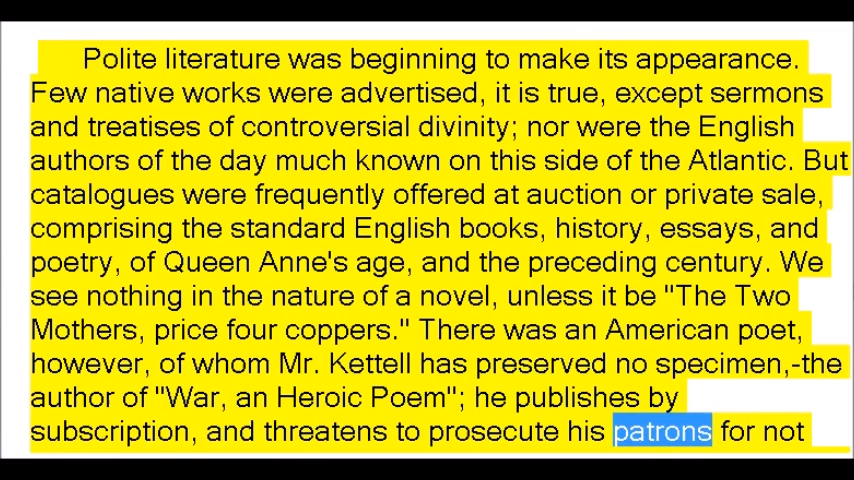 Polite literature was beginning to make its appearance.
Few native works were advertised, it is true, except sermons
and treatises of controversial divinity; nor were the English
authors of the day much known on this side of the Atlantic. But
catalogues were frequently offered at auction or private sale,
comprising the standard English books, history, essays, and
poetry, of Queen Anne's age, and the preceding century. We
see nothing in the nature of a novel, unless it be "The Two
Mothers, price four coppers." There was an American poet,
however, of whom Mr. Kettell has preserved no specimen,-the
author of "War, an Heroic Poem"; he publishes by
subscription, and threatens to prosecute his patrons for not